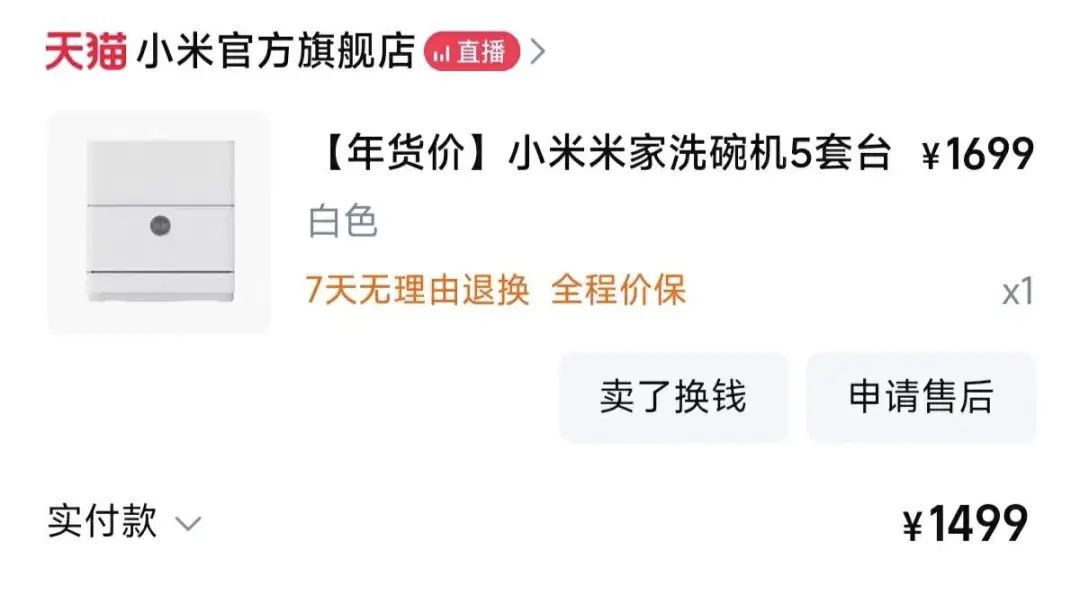 天猫 小米官方旗舰店 直播
【年货价】小米米家洗碗机5套台 ¥1699
白色
7天无理由退换 全程价保 x1
卖了换钱 申请售后
实付款 ¥1499